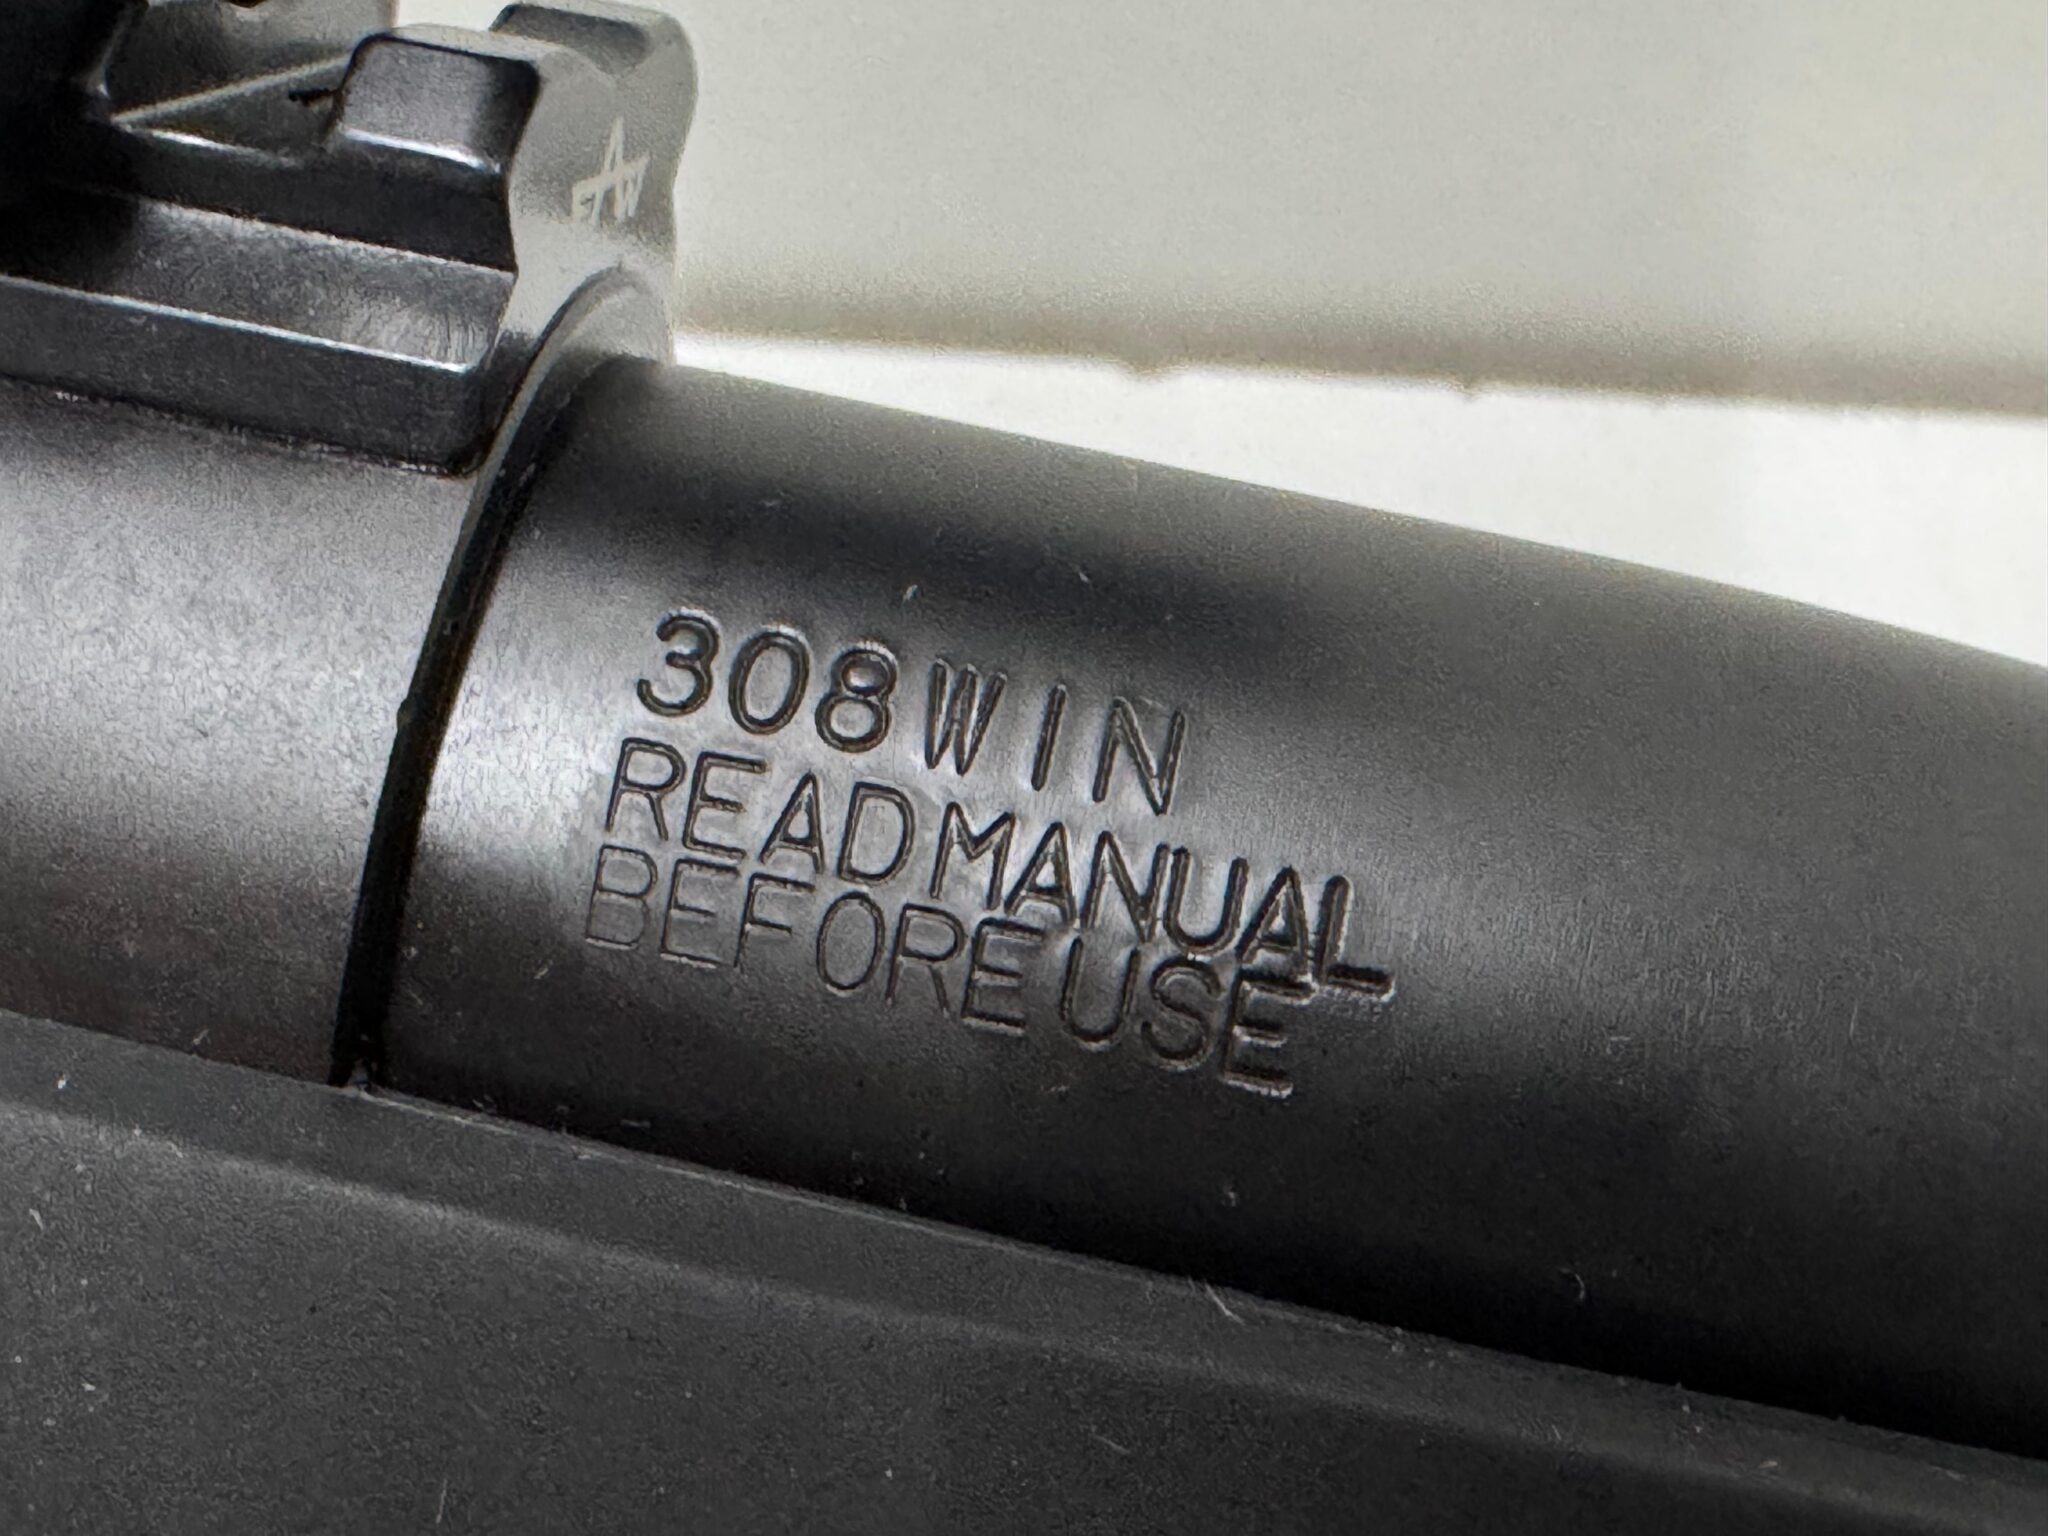 308 WIN
READ MANUAL
BEFORE USE